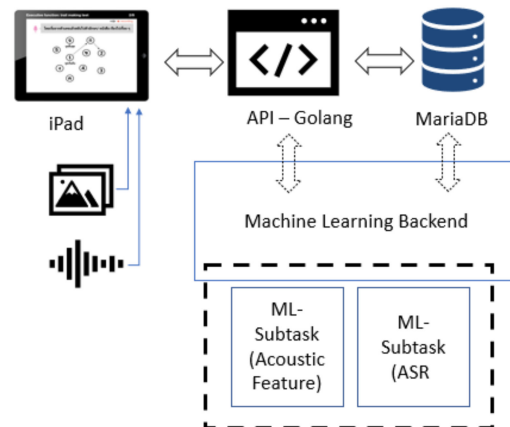 iPad
API – Golang
MariaDB
Machine Learning Backend
ML-
Subtask
(Acoustic
Feature)
ML-
Subtask
(ASR